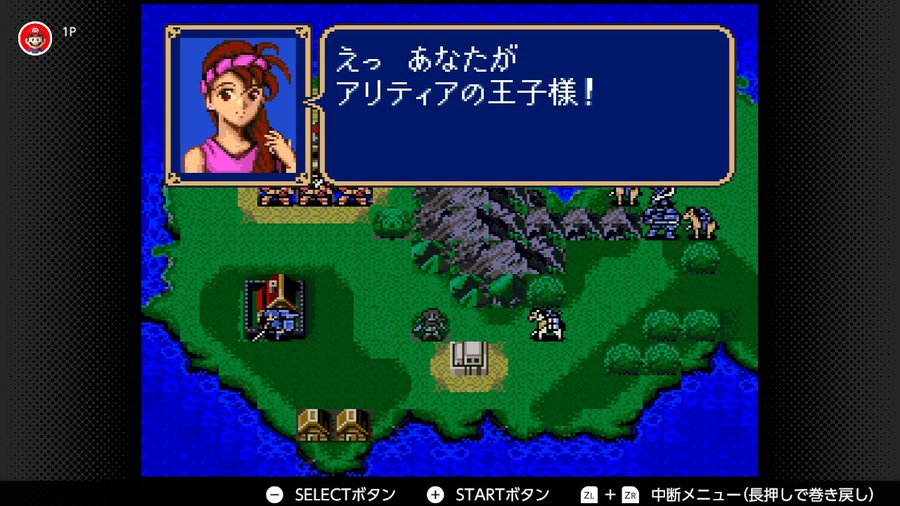 1P
えっ　あなたが
アリティアの王子様！
SELECTボタン
STARTボタン
ZL + ZR 中断メニュー(長押しで巻き戻し)